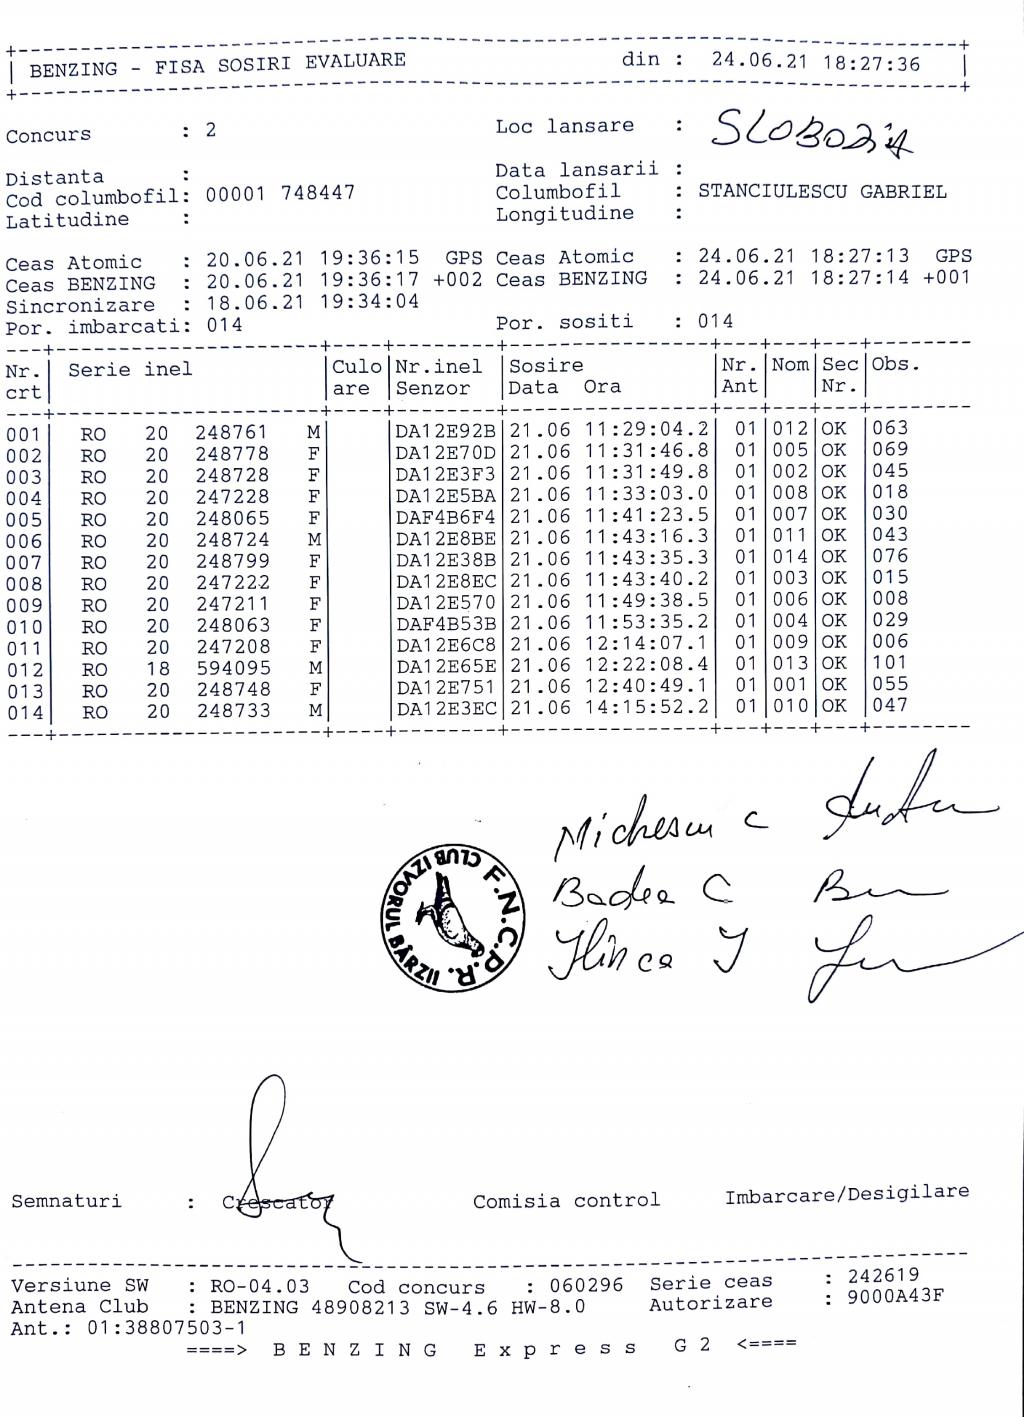 BENZING - FISA SOSIRI EVALUARE din : 24.06.21 18:27:36
Concurs : 2 Loc lansare : SLOBOZIA
Distanta : Data lansarii :
Cod columbofil: 00001 748447 Columbofil : STANCIULESCU GABRIEL
Latitudine : Longitudine :
Ceas Atomic : 20.06.21 19:36:15 GPS Ceas Atomic : 24.06.21 18:27:13 GPS
Ceas BENZING : 20.06.21 19:36:17 +002 Ceas BENZING : 24.06.21 18:27:14 +001
Sincronizare : 18.06.21 19:34:04
Por. imbarcati: 014 Por. sositi : 014
Nr. Serie inel Culo Nr.inel Sosire Nr. Nom Sec Obs.
crt are Senzor Data Ora Ant Nr.
001 RO 20 248761 M DA12E92B 21.06 11:29:04.2 01 012 OK 063
002 RO 20 248778 F DA12E70D 21.06 11:31:46.8 01 005 OK 069
003 RO 20 248728 F DA12E3F3 21.06 11:31:49.8 01 002 OK 045
004 RO 20 247228 F DA12E5BA 21.06 11:33:03.0 01 008 OK 018
005 RO 20 248065 F DAF4B6F4 21.06 11:41:23.5 01 007 OK 030
006 RO 20 248724 M DA12E8BE 21.06 11:43:16.3 01 011 OK 043
007 RO 20 248799 F DA12E38B 21.06 11:43:35.3 01 014 OK 076
008 RO 20 247222 F DA12E8EC 21.06 11:43:40.2 01 003 OK 015
009 RO 20 247211 F DA12E570 21.06 11:49:38.5 01 006 OK 008
010 RO 20 248063 F DAF4B53B 21.06 11:53:35.2 01 004 OK 029
011 RO 20 247208 F DA12E6C8 21.06 12:14:07.1 01 009 OK 006
012 RO 18 594095 M DA12E65E 21.06 12:22:08.4 01 013 OK 101
013 RO 20 248748 F DA12E751 21.06 12:40:49.1 01 001 OK 055
014 RO 20 248733 M DA12E3EC 21.06 14:15:52.2 01 010 OK 047
C
Badea C
Ilinca I
F.N.C.P.R. CLUB IZVORUL BÂRZII
Semnaturi : Crescator Comisia control Imbarcare/Desigilare
Versiune SW : RO-04.03 Cod concurs : 060296 Serie ceas : 242619
Antena Club : BENZING 48908213 SW-4.6 HW-8.0 Autorizare : 9000A43F
Ant.: 01:38807503-1
====> B E N Z I N G E x p r e s s G 2 <====